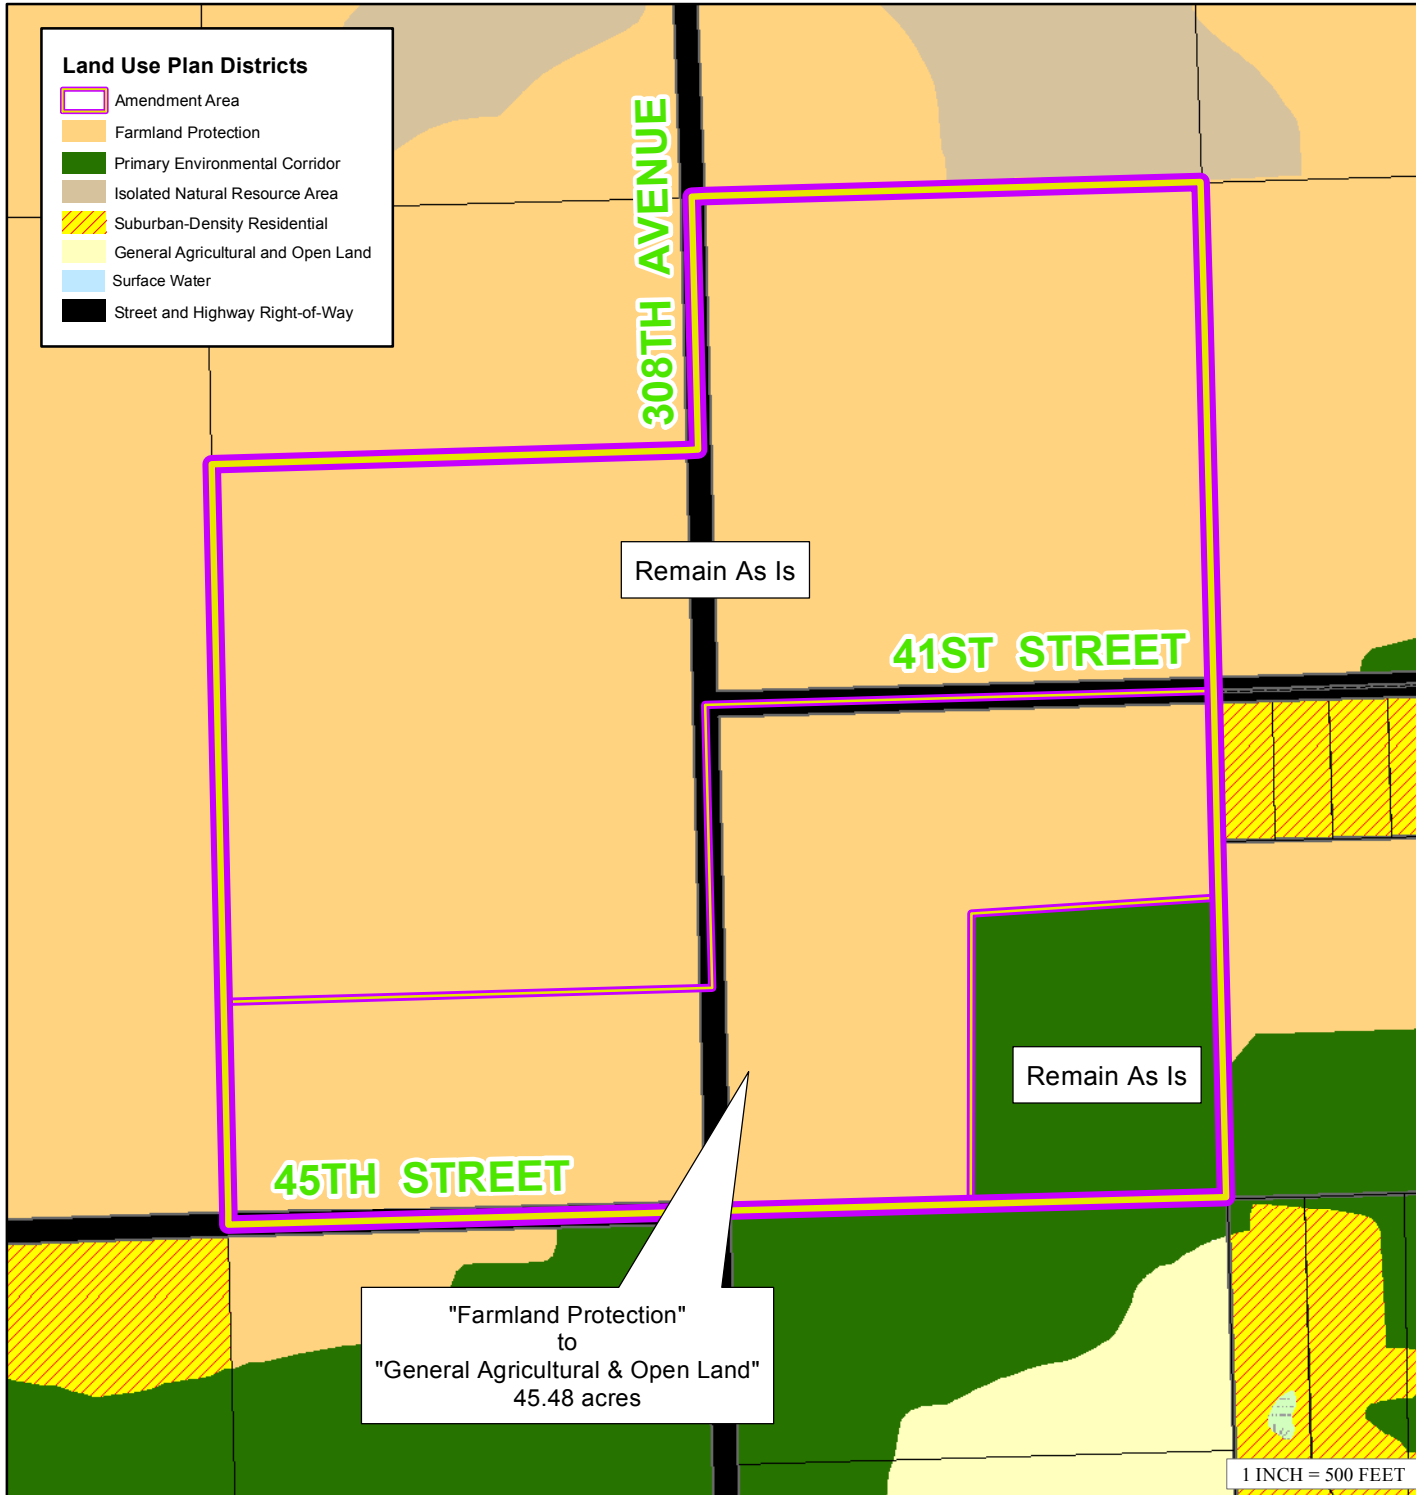 Land Use Plan Districts
Amendment Area
Farmland Protection
Primary Environmental Corridor
Isolated Natural Resource Area
Suburban-Density Residential
General Agricultural and Open Land
Surface Water
Street and Highway Right-of-Way
308TH AVENUE
Remain As Is
41ST STREET
Remain As Is
45TH STREET
"Farmland Protection"
to
"General Agricultural & Open Land"
45.48 acres
1 INCH = 500 FEET